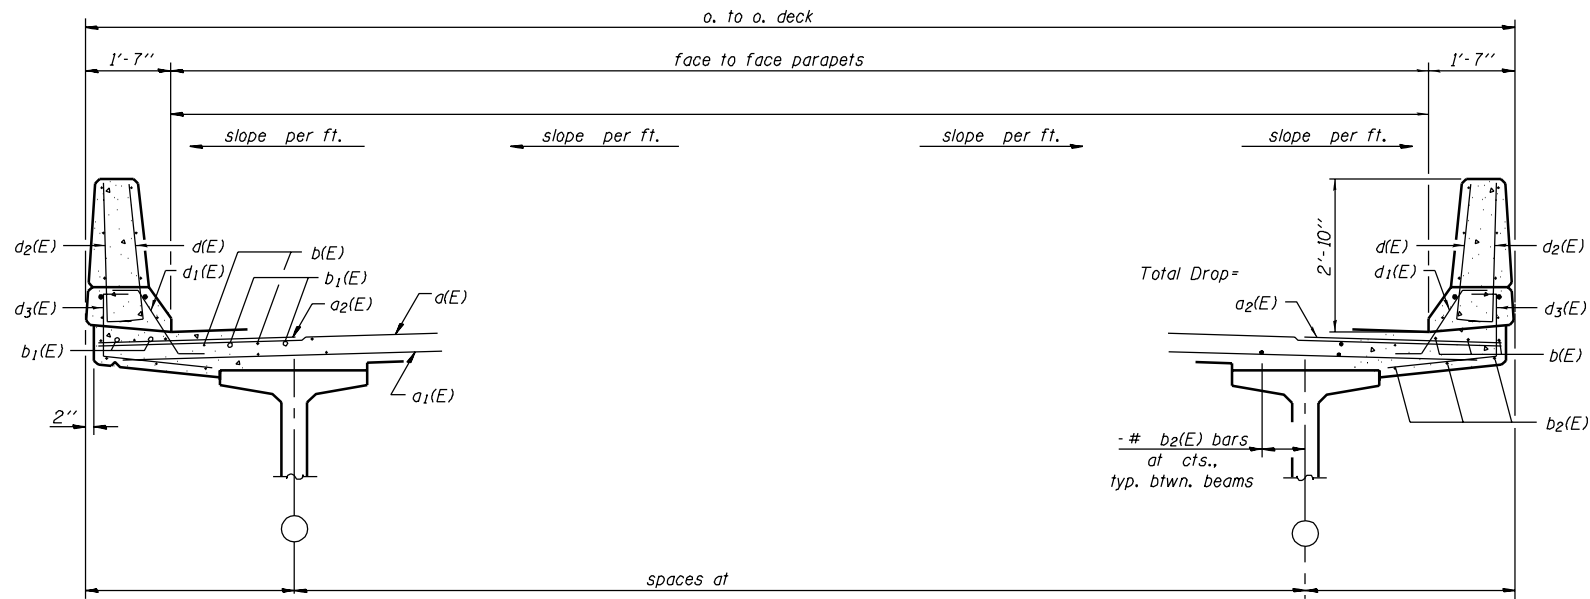 o. to o. deck
1'-7"
face to face parapets
1'-7"
slope per ft.
slope per ft.
slope per ft.
slope per ft.
d2(E)
d(E)
b(E)
d1(E)
b1(E)
a2(E)
a(E)
d3(E)
b1(E)
a1(E)
2"
2'-10"
Total Drop=
d(E)
d2(E)
d1(E)
a2(E)
d3(E)
b(E)
b2(E)
- # b2(E) bars
at cts.,
typ. btwn. beams
spaces at